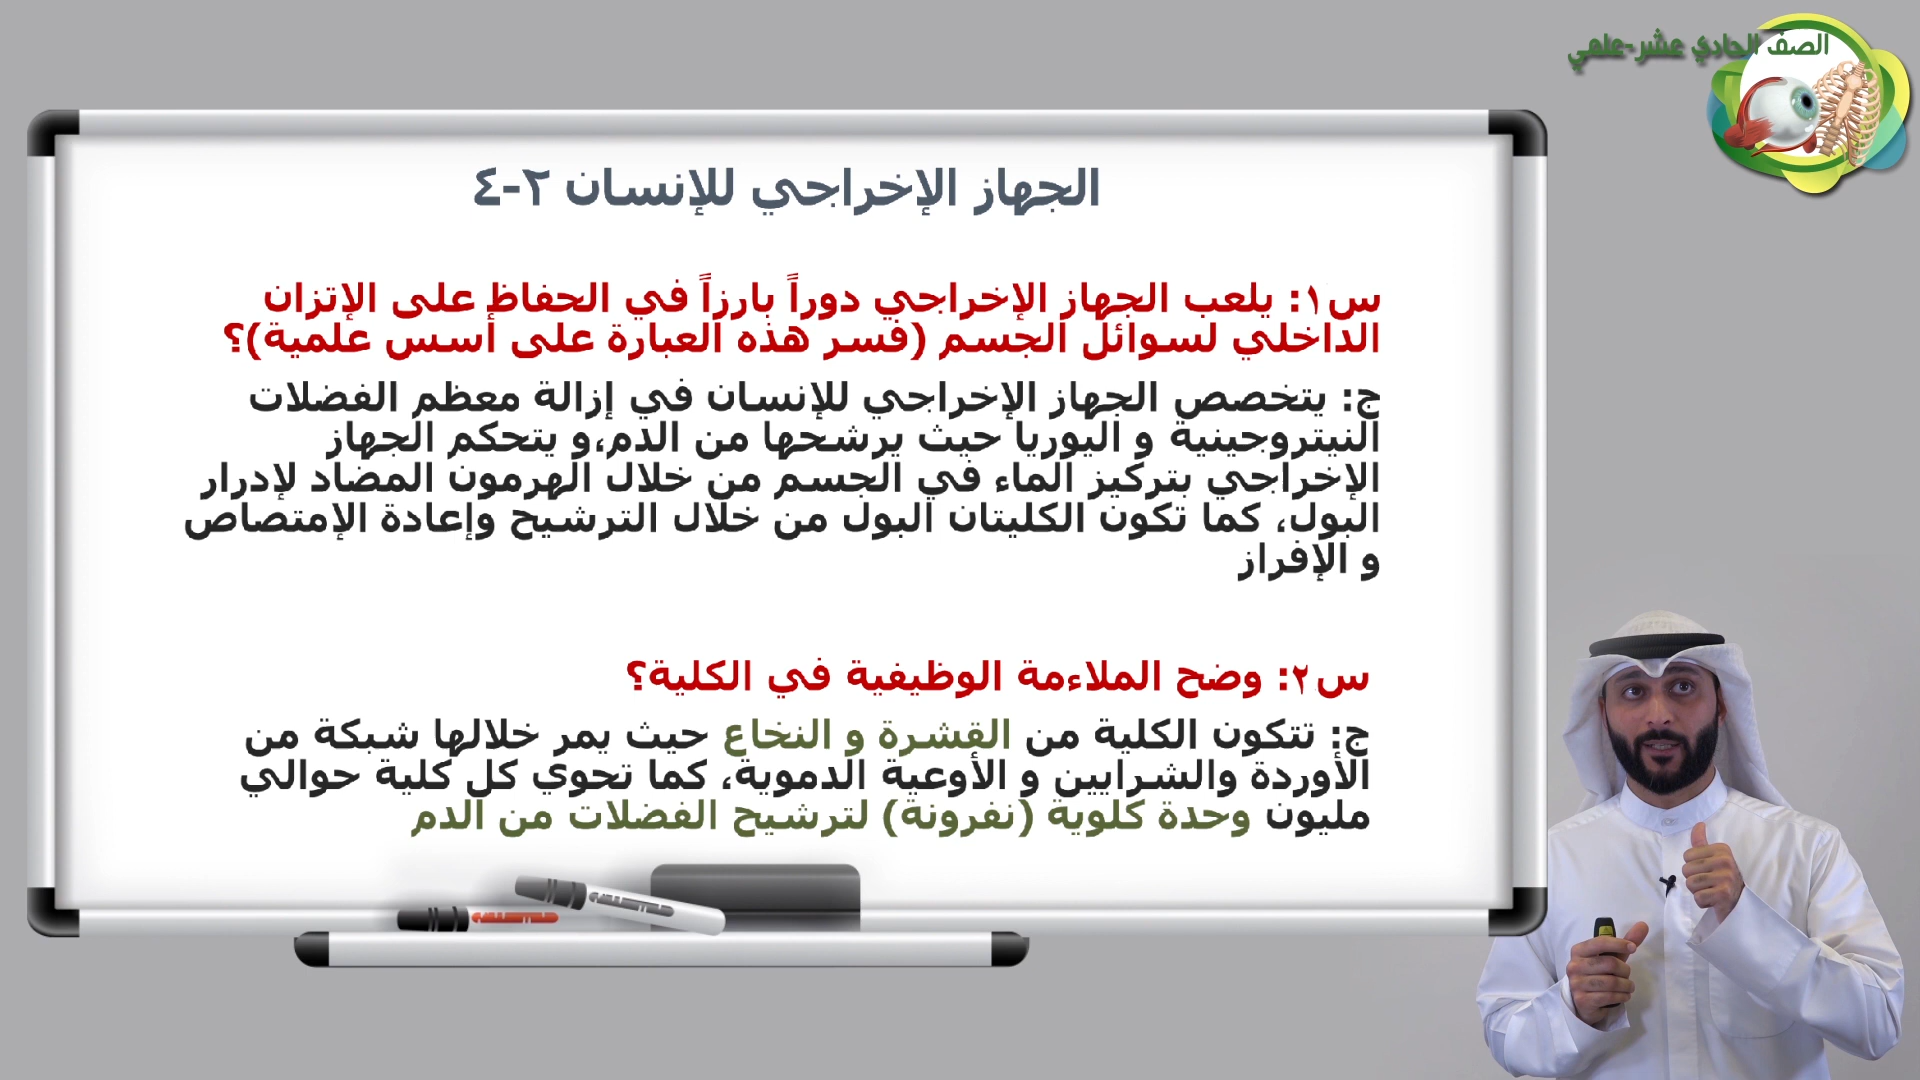 الصف الحادي عشر-علمي
الجهاز الإخراجي للإنسان ٢-٤
س١: يلعب الجهاز الإخراجي دوراً بارزاً في الحفاظ على الإتزان
الداخلي لسوائل الجسم (فسر هذه العبارة على أسس علمية)؟
ج: يتخصص الجهاز الإخراجي للإنسان في إزالة معظم الفضلات
النيتروجينية و اليوريا حيث يرشحها من الدم،و يتحكم الجهاز
الإخراجي بتركيز الماء في الجسم من خلال الهرمون المضاد لإدرار
البول، كما تكون الكليتان البول من خلال الترشيح وإعادة الإمتصاص
و الإفراز
س٢: وضح الملاءمة الوظيفية في الكلية؟
ج: تتكون الكلية من القشرة و النخاع حيث يمر خلالها شبكة من
الأوردة والشرايين و الأوعية الدموية، كما تحوي كل كلية حوالي
مليون وحدة كلوية (نفرونة) لترشيح الفضلات من الدم